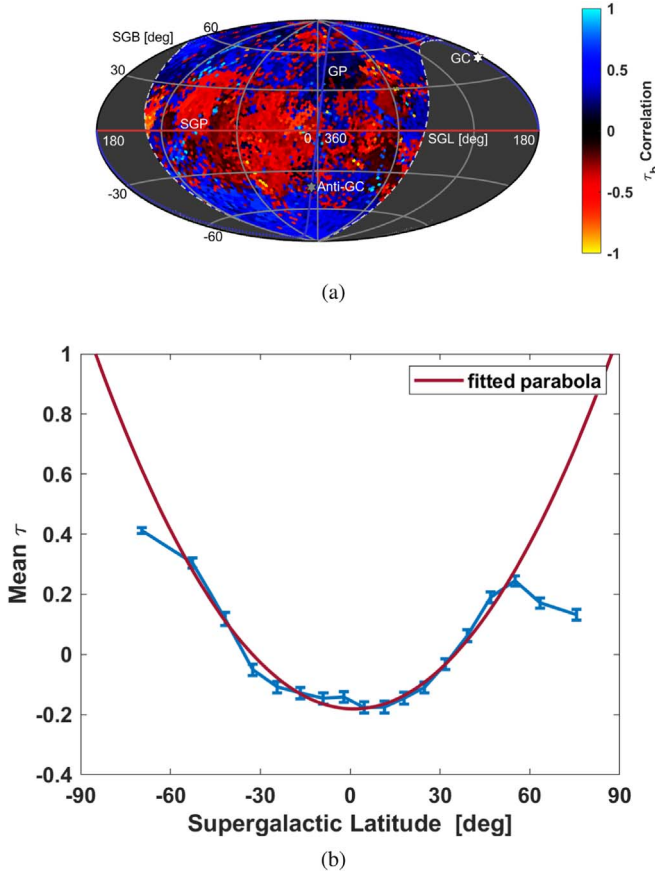 SGB [deg]
60
GP
GC
30
SGP
180
0
360
SGL [deg]
180
-30
Anti-GC
-60
1
0.5
0
-0.5
-1
τb Correlation
(a)
1
0.8
0.6
0.4
0.2
0
-0.2
-0.4
Mean τ
fitted parabola
-90
-60
-30
0
30
60
90
Supergalactic Latitude [deg]
(b)